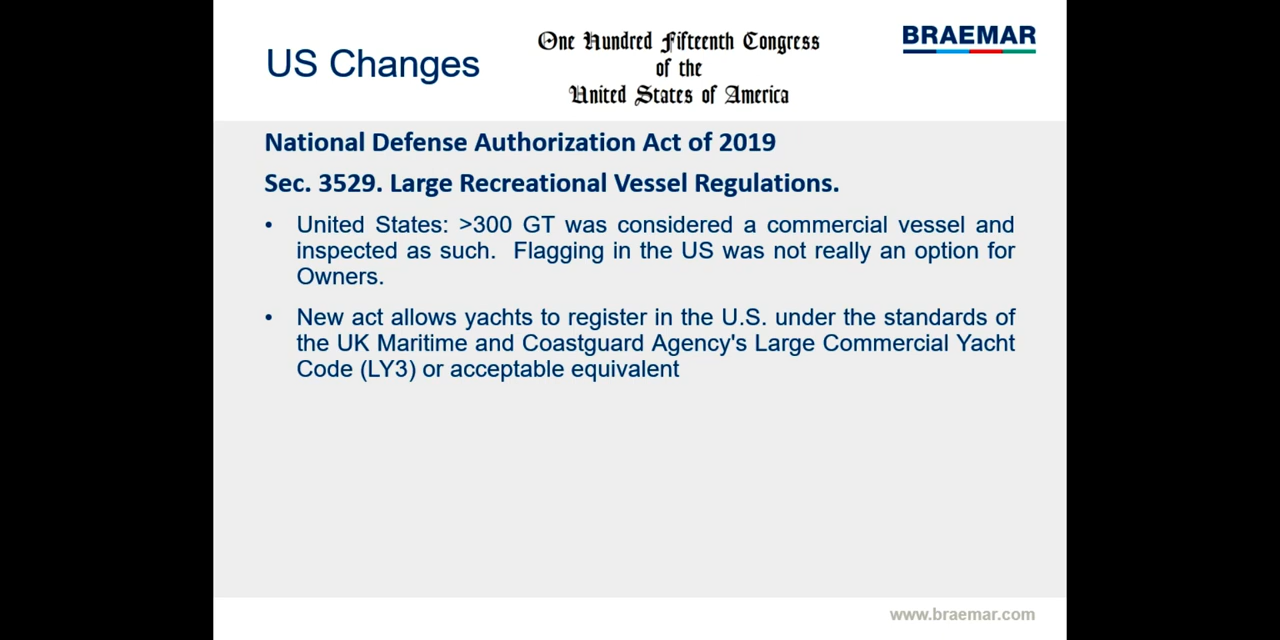 US Changes
One Hundred Fifteenth Congress
of the
United States of America
BRAEMAR
National Defense Authorization Act of 2019
Sec. 3529. Large Recreational Vessel Regulations.
• United States: >300 GT was considered a commercial vessel and
inspected as such. Flagging in the US was not really an option for
Owners.
• New act allows yachts to register in the U.S. under the standards of
the UK Maritime and Coastguard Agency's Large Commercial Yacht
Code (LY3) or acceptable equivalent
www.braemar.com